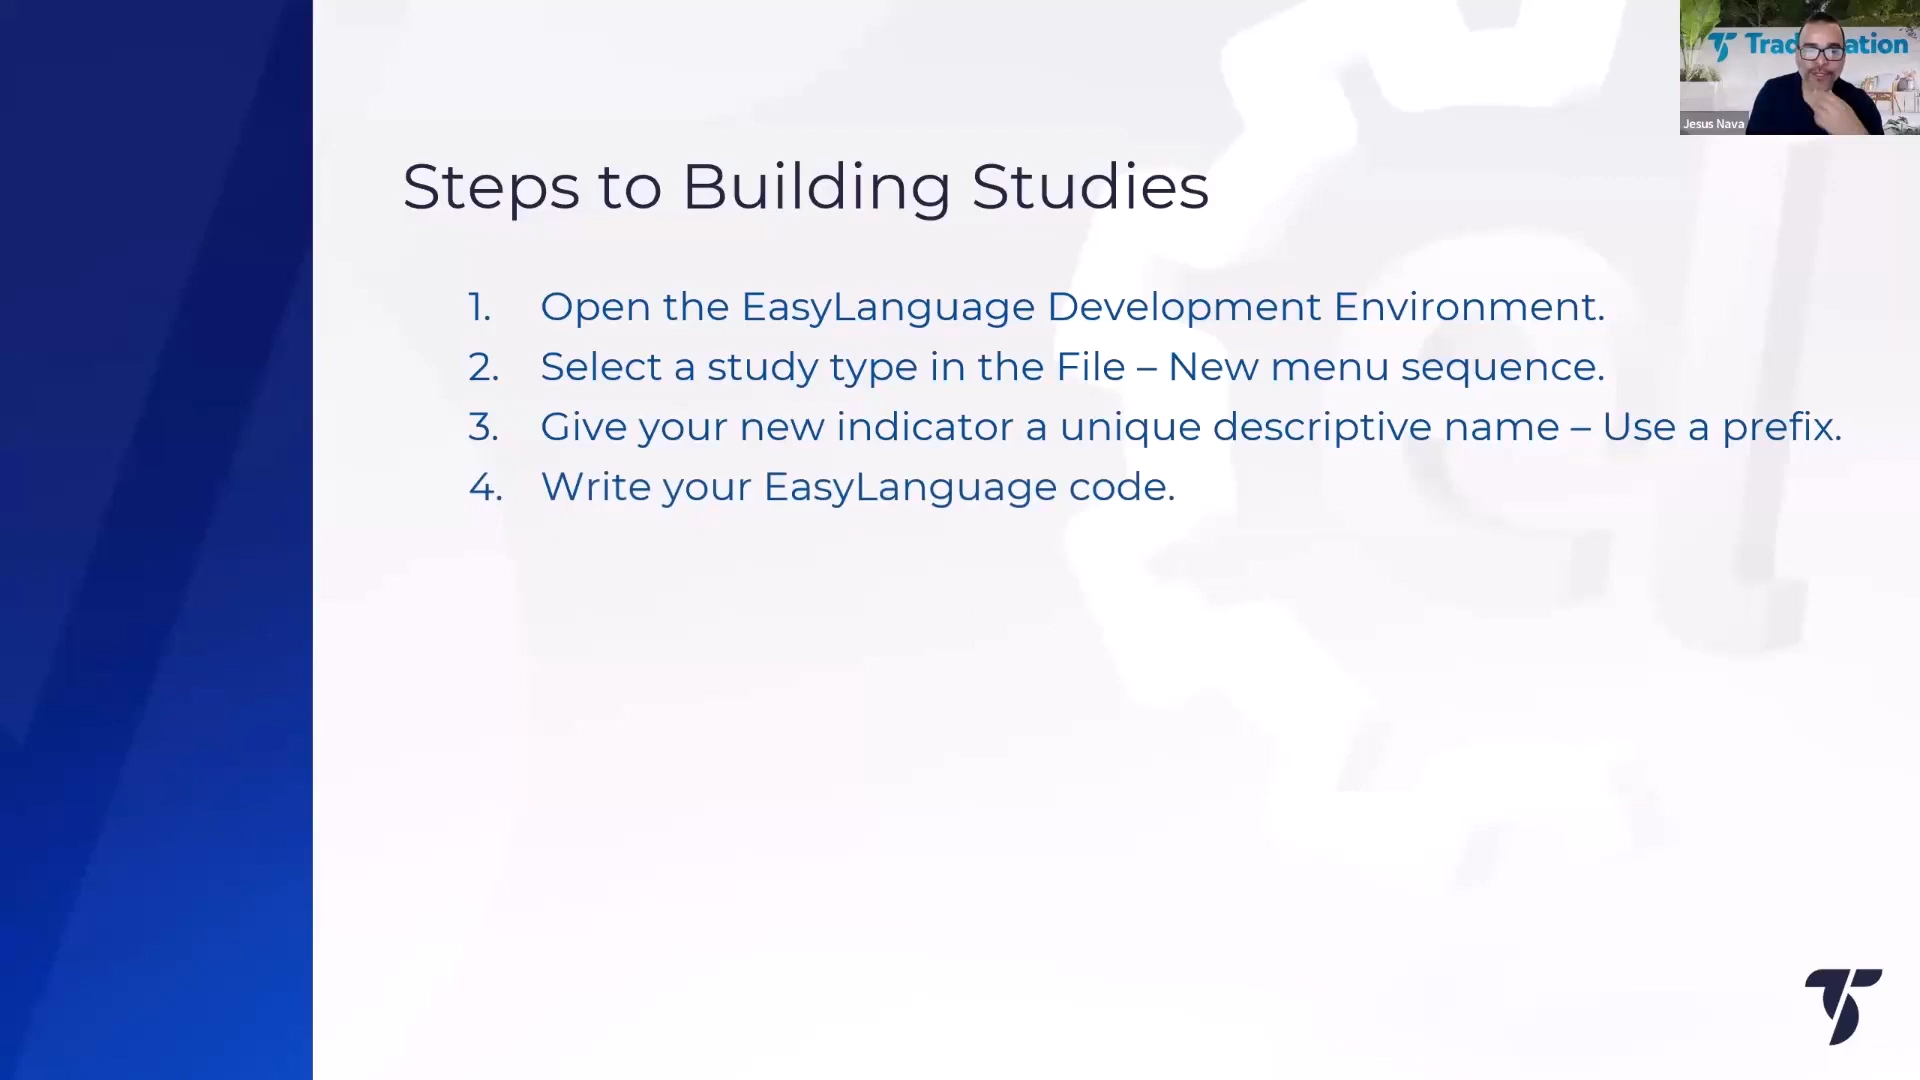 Steps to Building Studies
1. Open the EasyLanguage Development Environment.
2. Select a study type in the File – New menu sequence.
3. Give your new indicator a unique descriptive name – Use a prefix.
4. Write your EasyLanguage code.
Jesus Nava